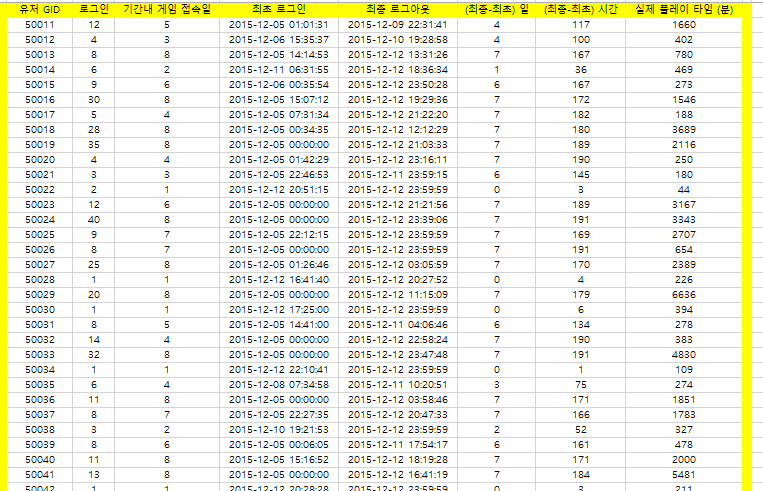 유저 GID 로그인 기간내 게임 접속일 최초 로그인 최종 로그아웃 (최종-최초) 일 (최종-최초) 시간 실제 플레이 타임 (분)
50011 12 5 2015-12-05 01:01:31 2015-12-09 22:31:41 4 117 1660
50012 4 3 2015-12-06 15:35:37 2015-12-10 19:28:58 4 100 402
50013 8 8 2015-12-05 14:14:53 2015-12-12 13:31:26 7 167 780
50014 6 2 2015-12-11 06:31:55 2015-12-12 18:36:34 1 36 469
50015 9 6 2015-12-06 00:35:54 2015-12-12 23:50:28 6 167 273
50016 30 8 2015-12-05 15:07:12 2015-12-12 19:29:36 7 172 1546
50017 5 4 2015-12-05 07:31:34 2015-12-12 21:22:20 7 182 188
50018 28 8 2015-12-05 00:34:35 2015-12-12 12:12:29 7 180 3689
50019 35 8 2015-12-05 00:00:00 2015-12-12 21:03:33 7 189 2116
50020 4 4 2015-12-05 01:42:29 2015-12-12 23:16:11 7 190 250
50021 3 3 2015-12-05 22:46:53 2015-12-11 23:59:15 6 145 180
50022 2 1 2015-12-12 20:51:15 2015-12-12 23:59:59 0 3 44
50023 12 6 2015-12-05 00:00:00 2015-12-12 21:21:56 7 189 3167
50024 40 8 2015-12-05 00:00:00 2015-12-12 23:39:06 7 191 3343
50025 9 7 2015-12-05 22:12:15 2015-12-12 23:59:59 7 169 2707
50026 8 7 2015-12-05 00:00:00 2015-12-12 23:59:59 7 191 654
50027 25 8 2015-12-05 01:26:46 2015-12-12 03:05:59 7 170 2389
50028 1 1 2015-12-12 16:41:40 2015-12-12 20:27:52 0 4 226
50029 20 8 2015-12-05 00:00:00 2015-12-12 11:15:09 7 179 6636
50030 1 1 2015-12-12 17:25:00 2015-12-12 23:59:59 0 6 394
50031 8 5 2015-12-05 14:41:00 2015-12-11 04:06:46 6 134 278
50032 14 4 2015-12-05 00:00:00 2015-12-12 22:58:24 7 190 383
50033 32 8 2015-12-05 00:00:00 2015-12-12 23:47:48 7 191 4830
50034 1 1 2015-12-12 22:10:41 2015-12-12 23:59:59 0 1 109
50035 6 4 2015-12-08 07:34:58 2015-12-11 10:20:51 3 75 274
50036 11 8 2015-12-05 00:00:00 2015-12-12 03:58:46 7 171 1851
50037 8 7 2015-12-05 22:27:35 2015-12-12 20:47:33 7 166 1783
50038 3 2 2015-12-10 19:21:53 2015-12-12 23:59:59 2 52 327
50039 8 6 2015-12-05 00:06:05 2015-12-11 17:54:17 6 161 478
50040 11 8 2015-12-05 15:16:52 2015-12-12 18:19:28 7 171 2000
50041 13 8 2015-12-05 00:00:00 2015-12-12 16:41:19 7 184 5481
50042 1 1 2015-12-12 20:28:28 2015-12-12 23:59:59 0 3 211